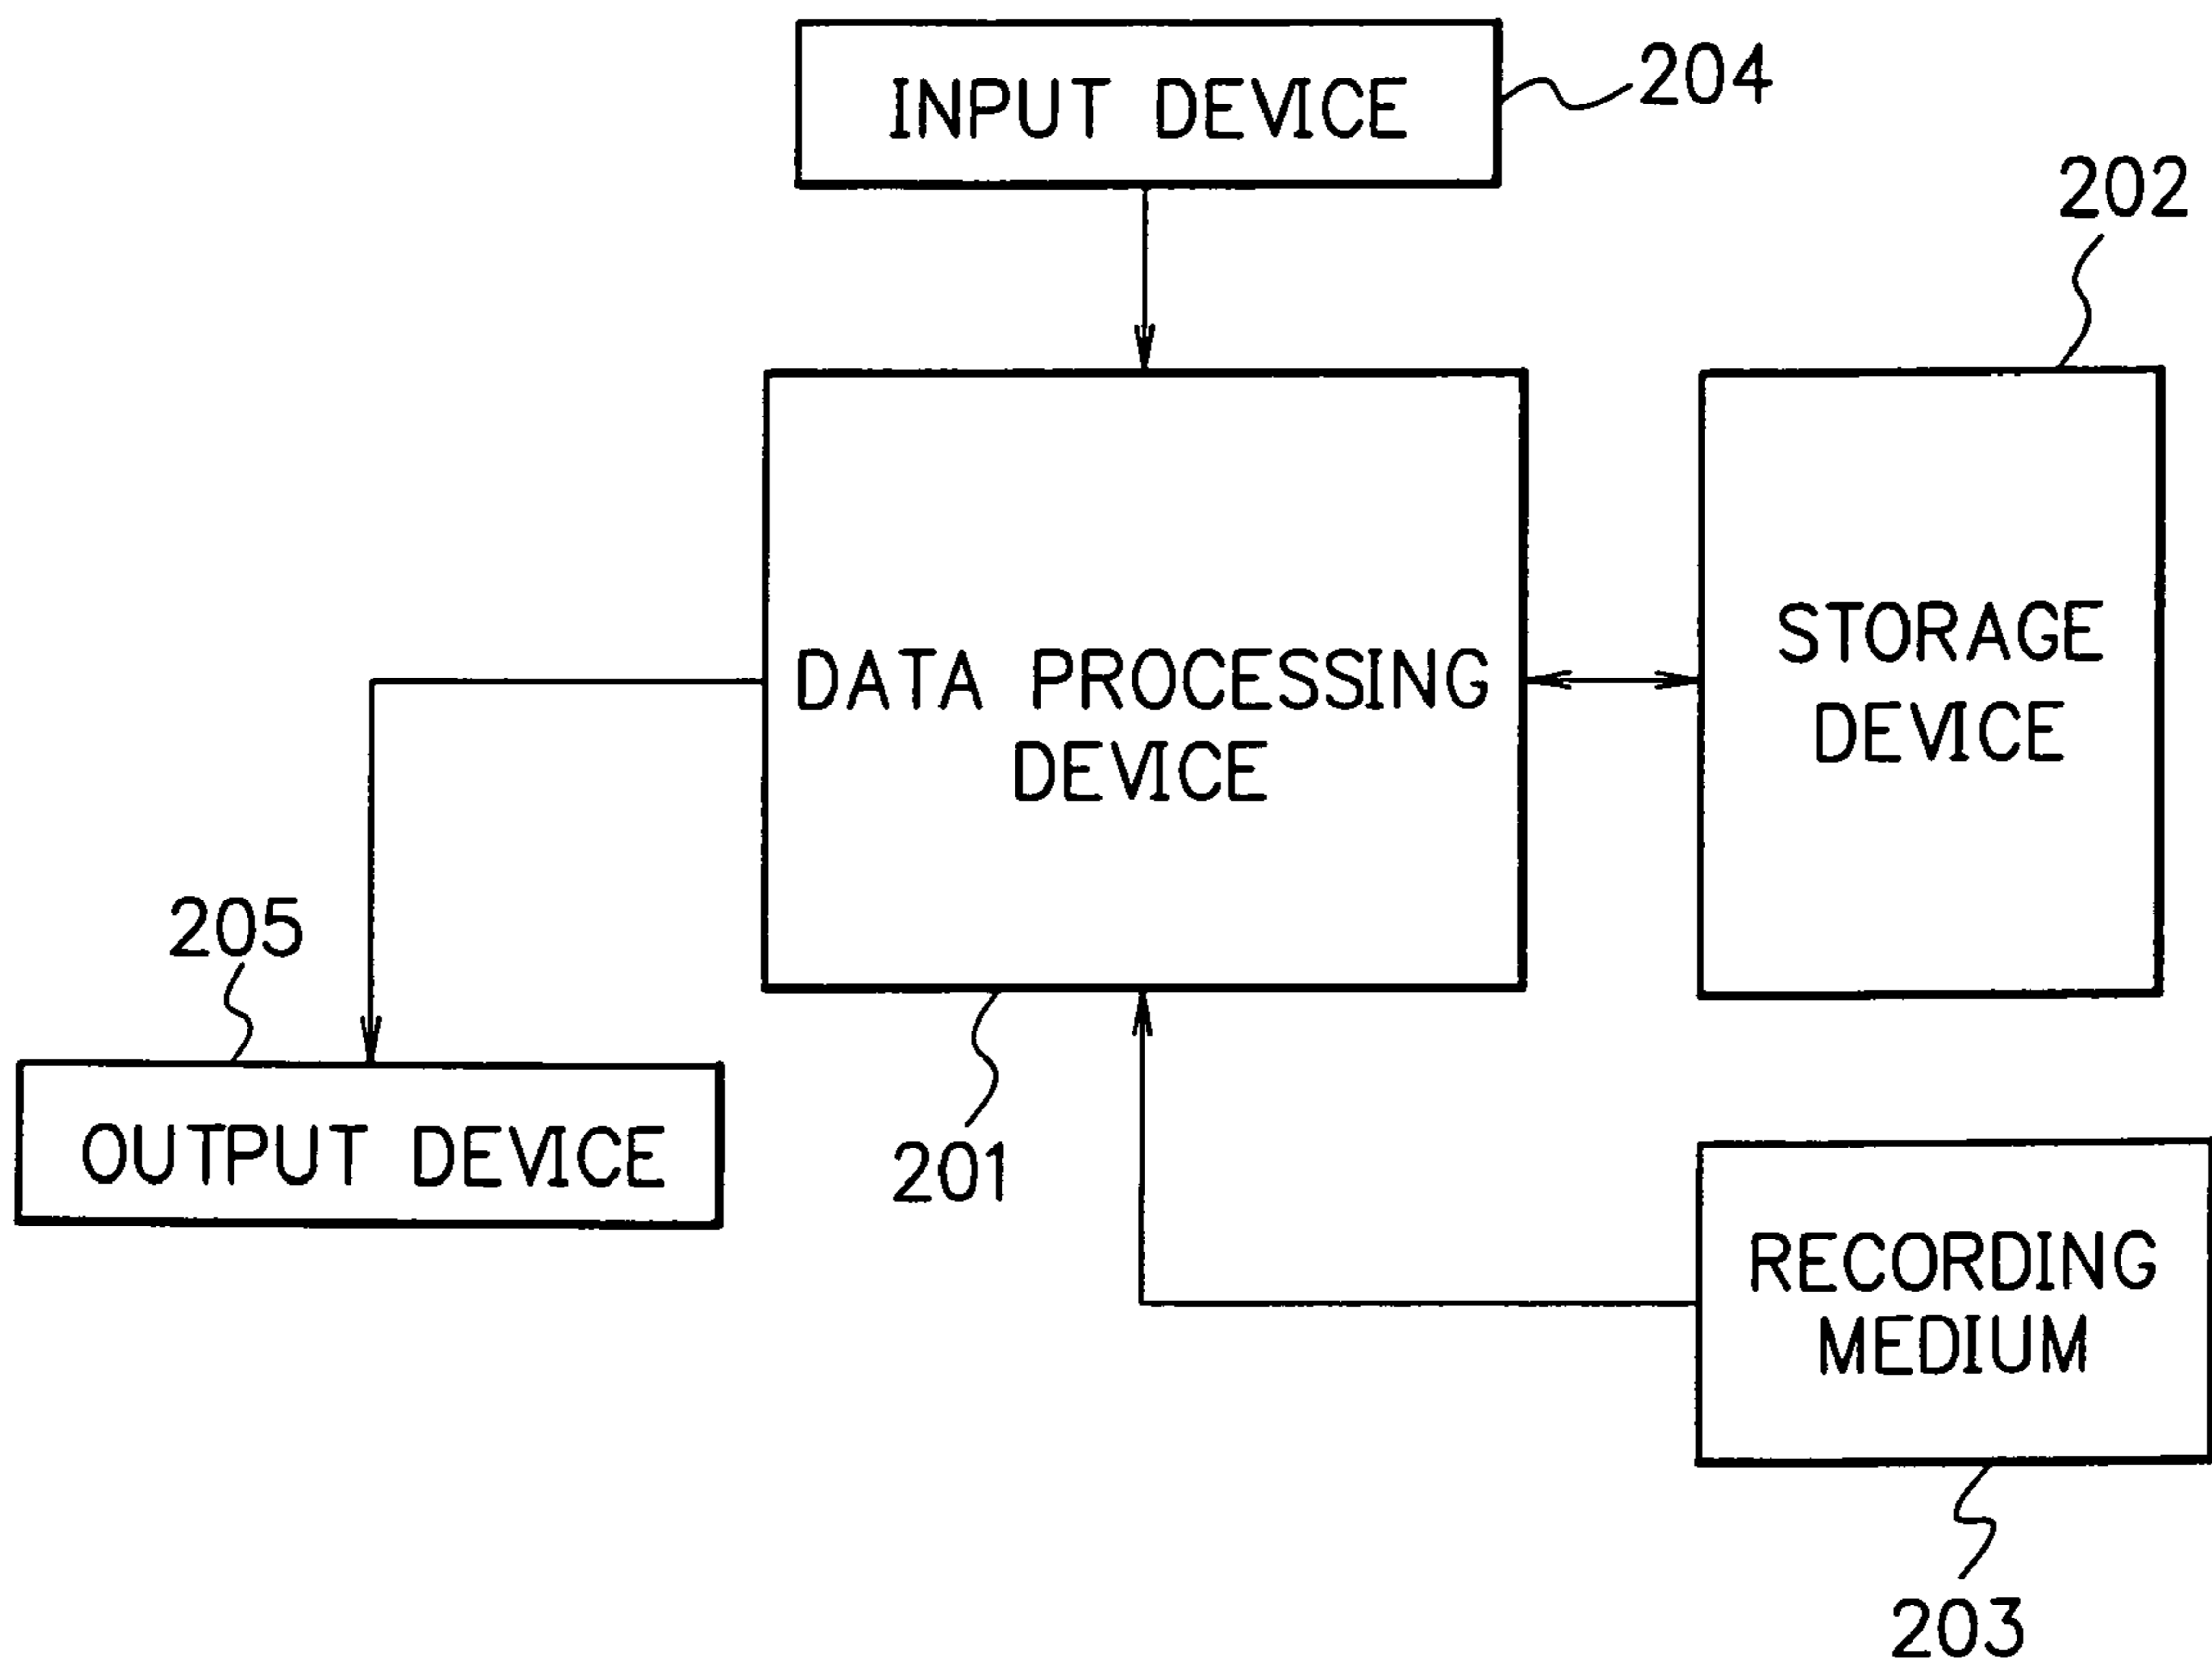 INPUT DEVICE
204
202
DATA PROCESSING
DEVICE
STORAGE
DEVICE
205
OUTPUT DEVICE
201
RECORDING
MEDIUM
203